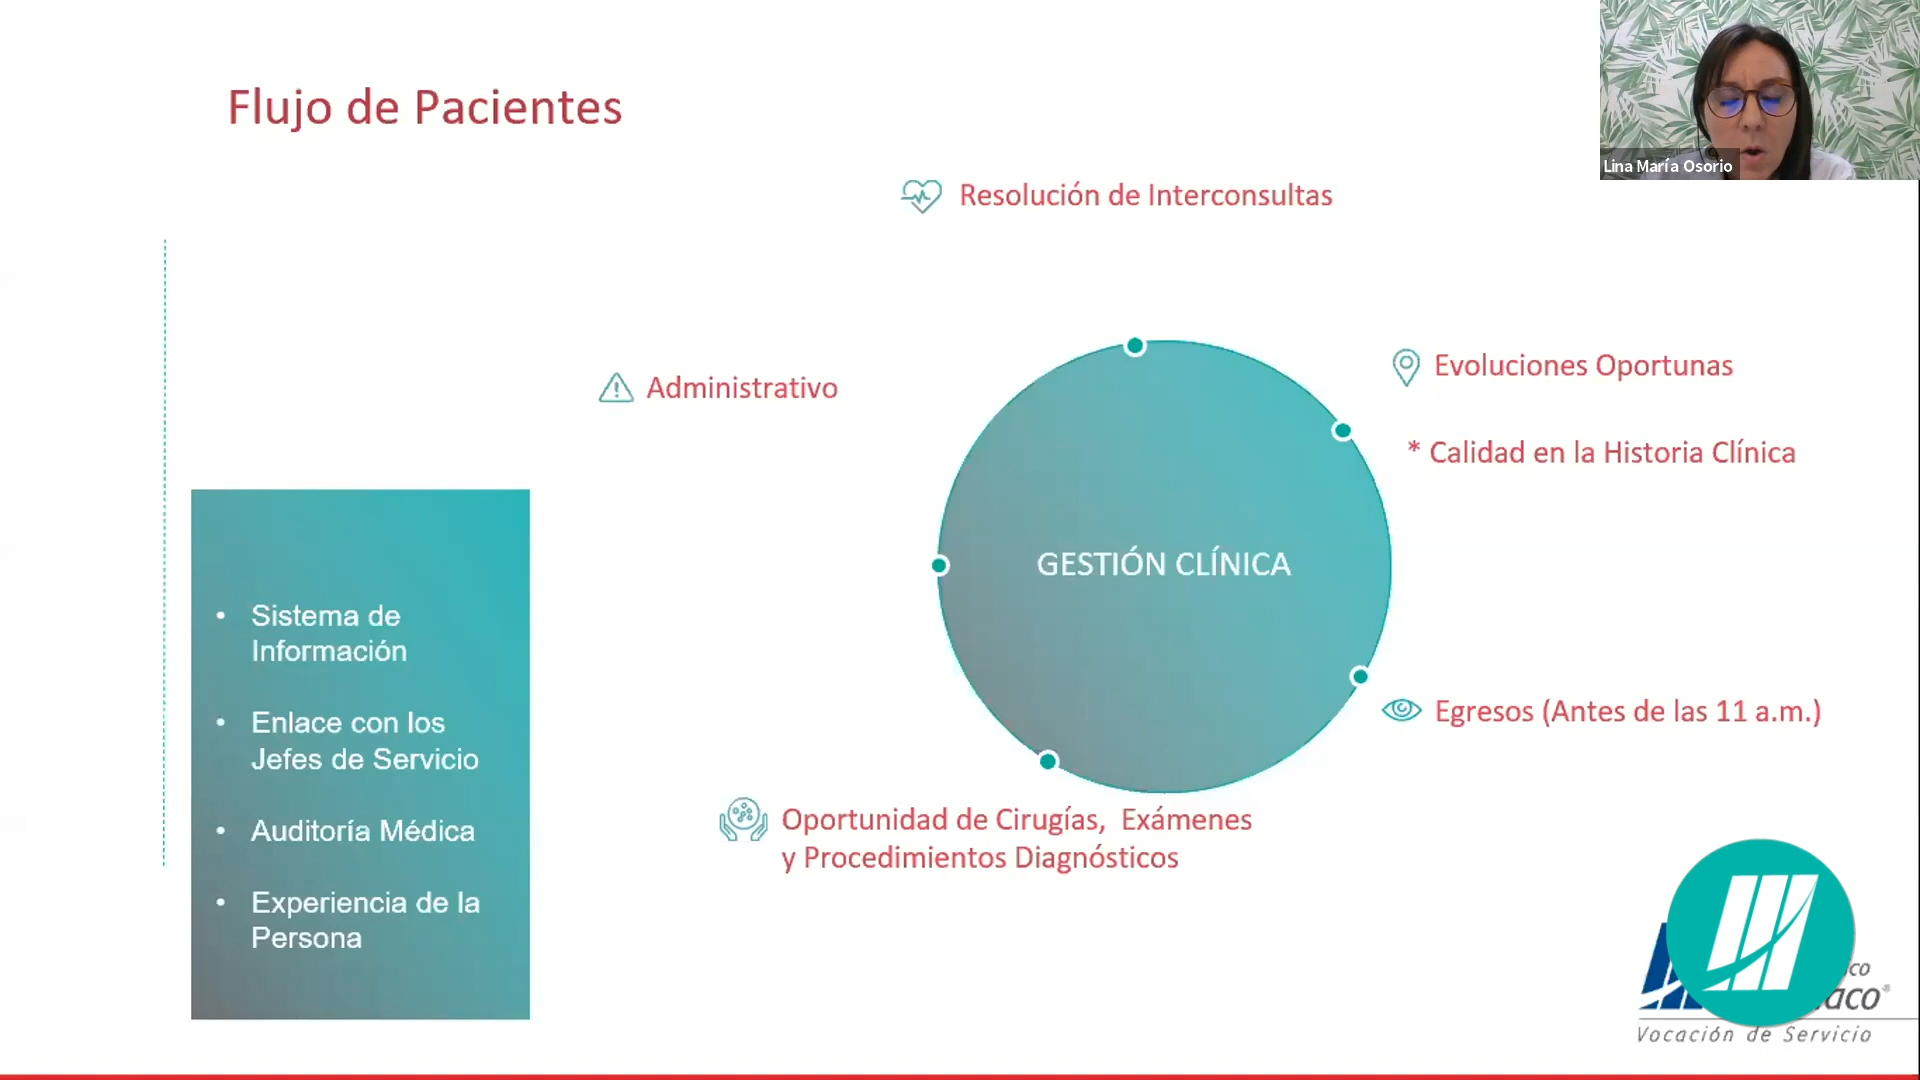 Flujo de Pacientes
Lina María Osorio
Resolución de Interconsultas
Evoluciones Oportunas
Administrativo
* Calidad en la Historia Clínica
GESTIÓN CLÍNICA
• Sistema de
Información
• Enlace con los
Jefes de Servicio
• Auditoría Médica
• Experiencia de la
Persona
Egresos (Antes de las 11 a.m.)
Oportunidad de Cirugías, Exámenes
y Procedimientos Diagnósticos
Vocación de Servicio